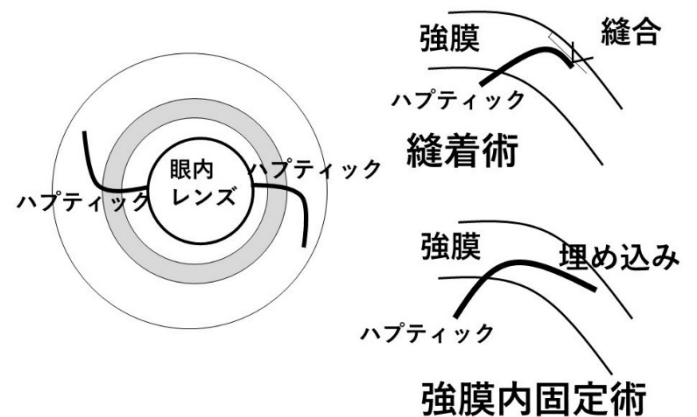 ハプティック
眼内
レンズ
ハプティック
強膜
縫合
ハプティック
縫着術
強膜
埋め込み
ハプティック
強膜内固定術